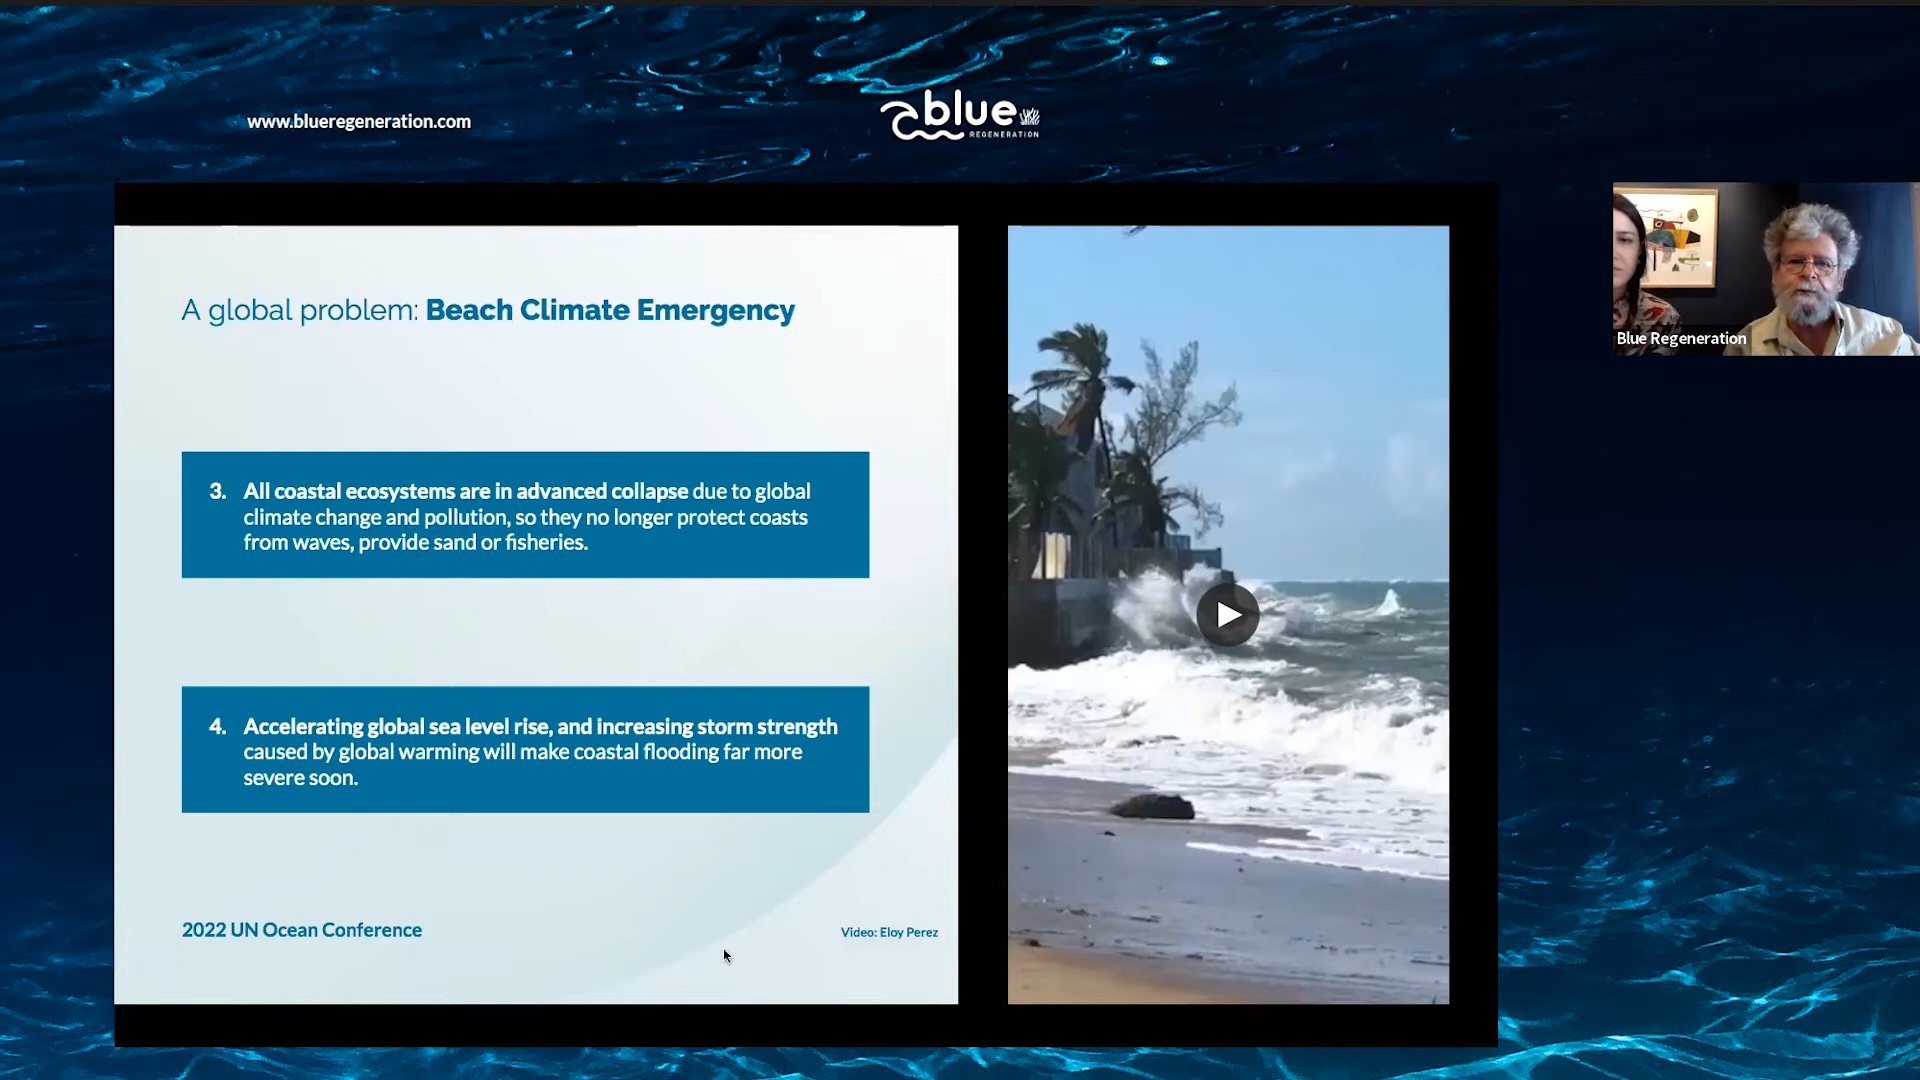 www.blueregeneration.com
blue
REGENERATION
A global problem: Beach Climate Emergency
3. All coastal ecosystems are in advanced collapse due to global
climate change and pollution, so they no longer protect coasts
from waves, provide sand or fisheries.
4. Accelerating global sea level rise, and increasing storm strength
caused by global warming will make coastal flooding far more
severe soon.
2022 UN Ocean Conference
Video: Eloy Perez
Blue Regeneration